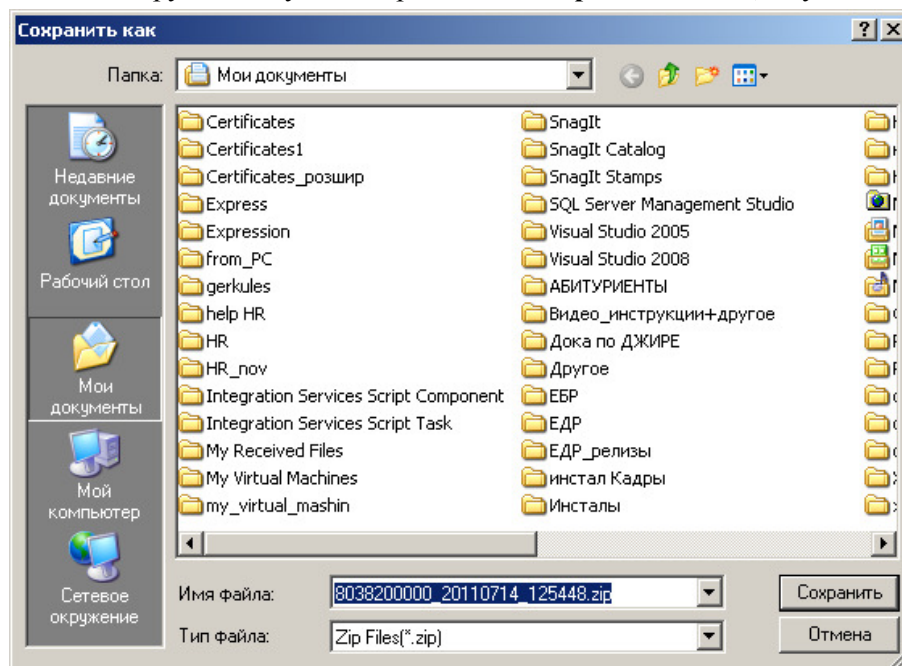 Сохранить как
Папка:
Мои документы
Недавние
документы
Рабочий стол
Мои
документы
Мой
компьютер
Сетевое
окружение
Certificates
Certificates1
Certificates_розшир
Express
Expression
from_PC
gerkules
help HR
HR
HR_nov
Integration Services Script Component
Integration Services Script Task
My Received Files
My Virtual Machines
my_virtual_mashin
SnagIt
SnagIt Catalog
SnagIt Stamps
SQL Server Management Studio
Visual Studio 2005
Visual Studio 2008
АБИТУРИЕНТЫ
Видео_инструкции+другое
Дока по ДЖИРЕ
Другое
ЕБР
ЕДР
ЕДР_релизы
инстал Кадры
Инсталы
Имя файла:
8038200000_20110714_125448.zip
Сохранить
Тип файла:
Zip Files(*.zip)
Отмена